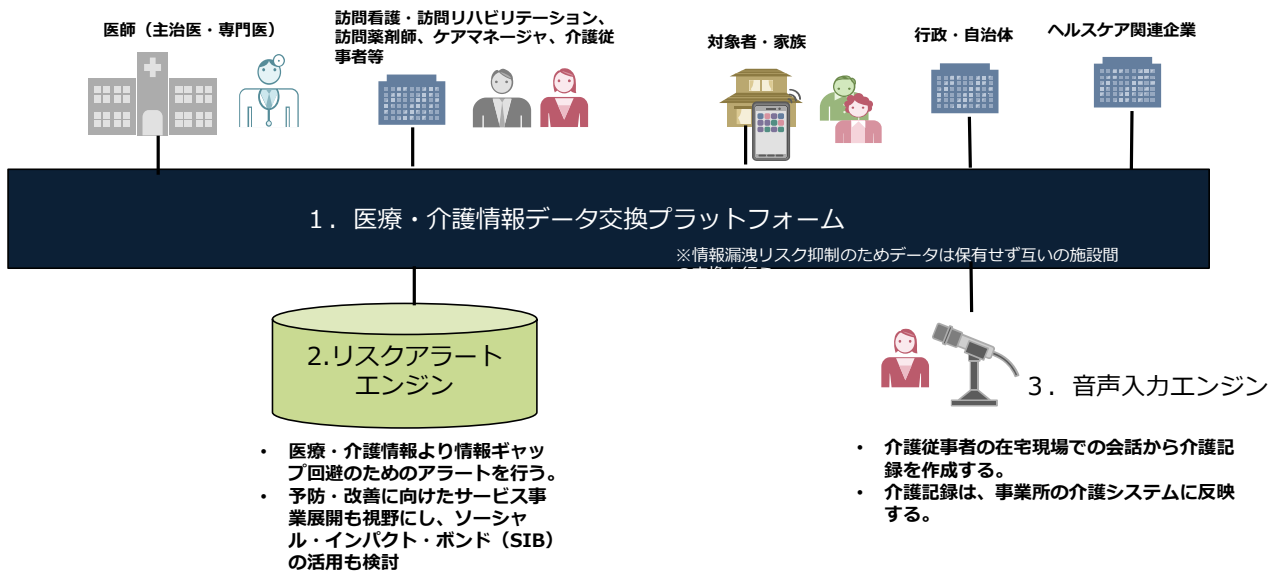 医師（主治医・専門医）
訪問看護・訪問リハビリテーション、
訪問薬剤師、ケアマネージャ、介護従
事者等
対象者・家族
行政・自治体
ヘルスケア関連企業
１．医療・介護情報データ交換プラットフォーム
※情報漏洩リスク抑制のためデータは保有せず互いの施設間
2.リスクアラート
エンジン
３．音声入力エンジン
・ 医療・介護情報より情報ギャッ
プ回避のためのアラートを行う。
・ 予防・改善に向けたサービス事
業展開も視野にし、ソーシャ
ル・インパクト・ボンド（SIB）
の活用も検討
・ 介護従事者の在宅現場での会話から介護記
録を作成する。
・ 介護記録は、事業所の介護システムに反映
する。